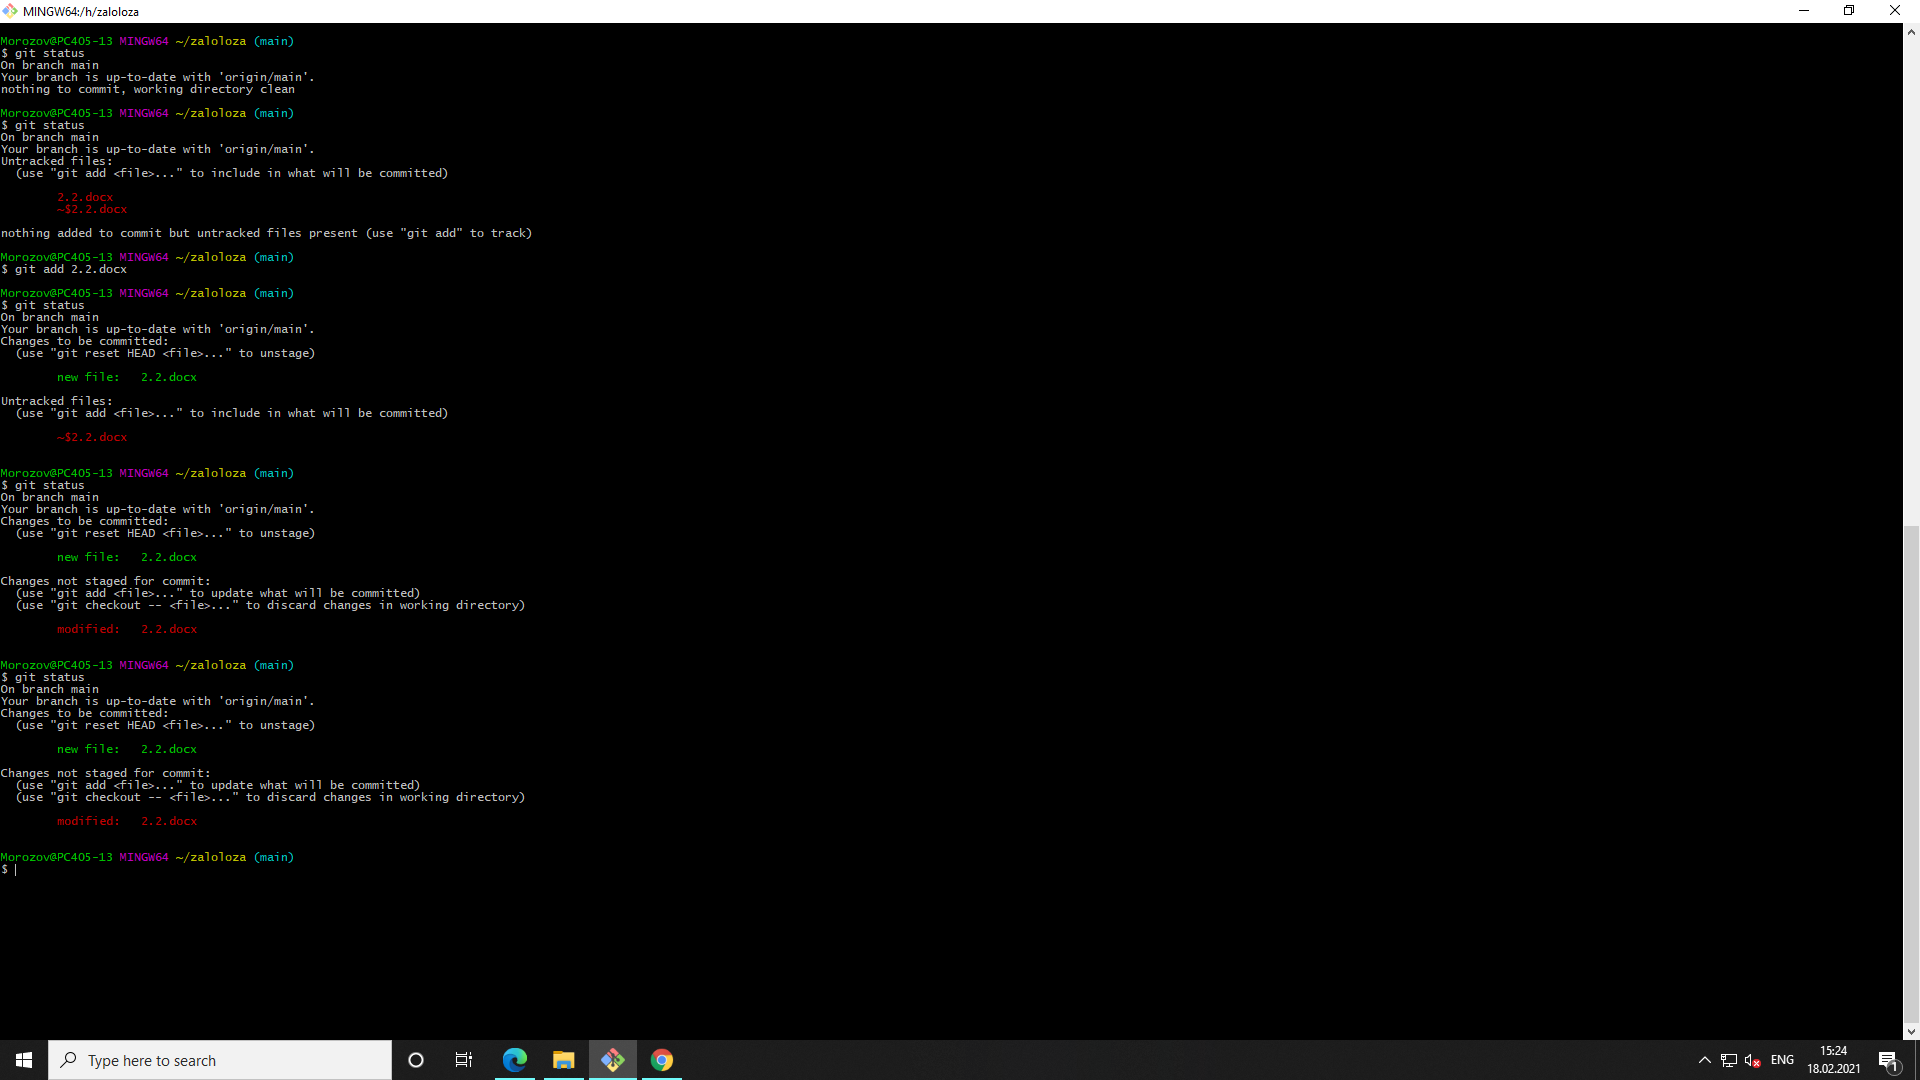 MINGW64:/h/zaloloza
Morozov@PC405-13 MINGW64 ~/zaloloza (main)
$ git status
On branch main
Your branch is up-to-date with 'origin/main'.
nothing to commit, working directory clean
Morozov@PC405-13 MINGW64 ~/zaloloza (main)
$ git status
On branch main
Your branch is up-to-date with 'origin/main'.
Untracked files:
  (use "git add <file>..." to include in what will be committed)
        2.2.docx
        ~$2.2.docx
nothing added to commit but untracked files present (use "git add" to track)
Morozov@PC405-13 MINGW64 ~/zaloloza (main)
$ git add 2.2.docx
Morozov@PC405-13 MINGW64 ~/zaloloza (main)
$ git status
On branch main
Your branch is up-to-date with 'origin/main'.
Changes to be committed:
  (use "git reset HEAD <file>..." to unstage)
        new file:   2.2.docx
Untracked files:
  (use "git add <file>..." to include in what will be committed)
        ~$2.2.docx
Morozov@PC405-13 MINGW64 ~/zaloloza (main)
$ git status
On branch main
Your branch is up-to-date with 'origin/main'.
Changes to be committed:
  (use "git reset HEAD <file>..." to unstage)
        new file:   2.2.docx
Changes not staged for commit:
  (use "git add <file>..." to update what will be committed)
  (use "git checkout -- <file>..." to discard changes in working directory)
        modified:   2.2.docx
Morozov@PC405-13 MINGW64 ~/zaloloza (main)
$ git status
On branch main
Your branch is up-to-date with 'origin/main'.
Changes to be committed:
  (use "git reset HEAD <file>..." to unstage)
        new file:   2.2.docx
Changes not staged for commit:
  (use "git add <file>..." to update what will be committed)
  (use "git checkout -- <file>..." to discard changes in working directory)
        modified:   2.2.docx
Morozov@PC405-13 MINGW64 ~/zaloloza (main)
$
Type here to search
ENG
15:24
18.02.2021
1